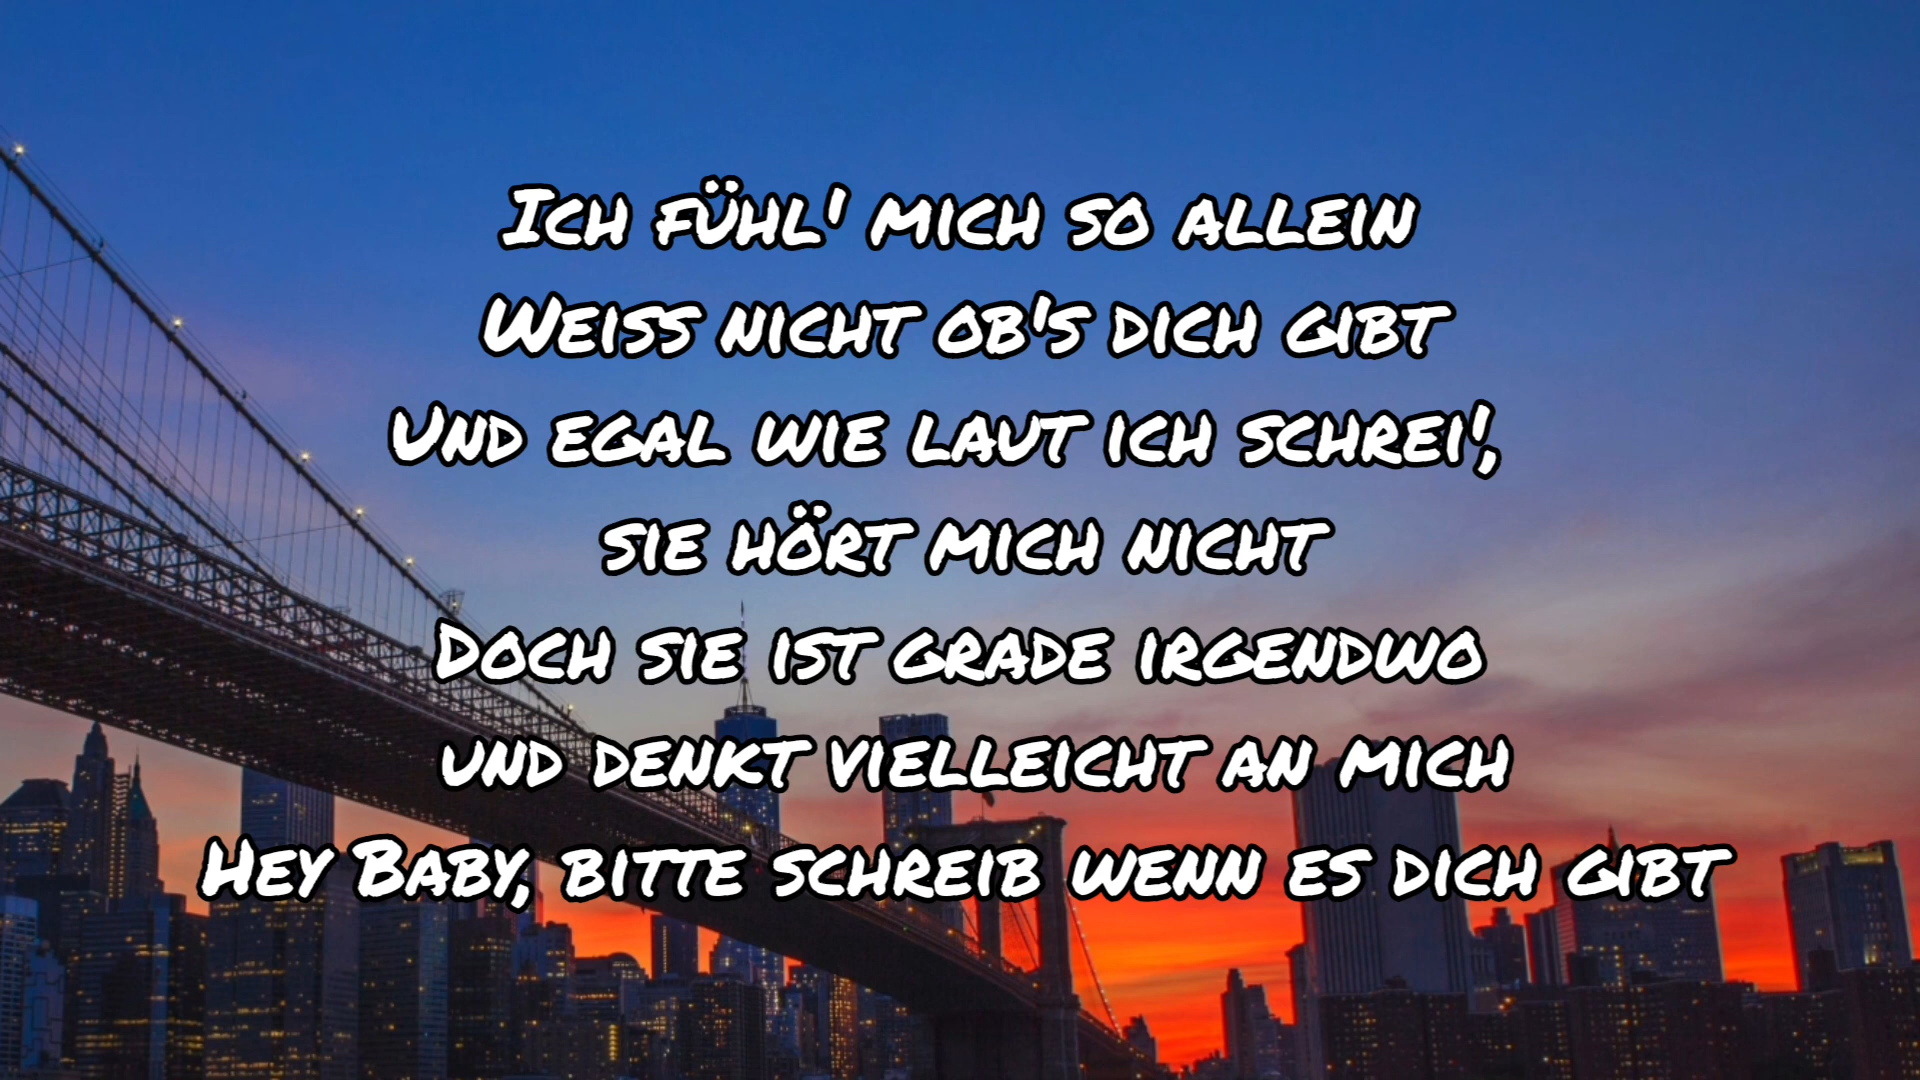 Ich fühl' mich so allein
Weiss nicht ob's dich gibt
Und egal wie laut ich schrei',
sie hört mich nicht
Doch sie ist grade irgendwo
und denkt vielleicht an mich
Hey Baby, bitte schreib wenn es dich gibt